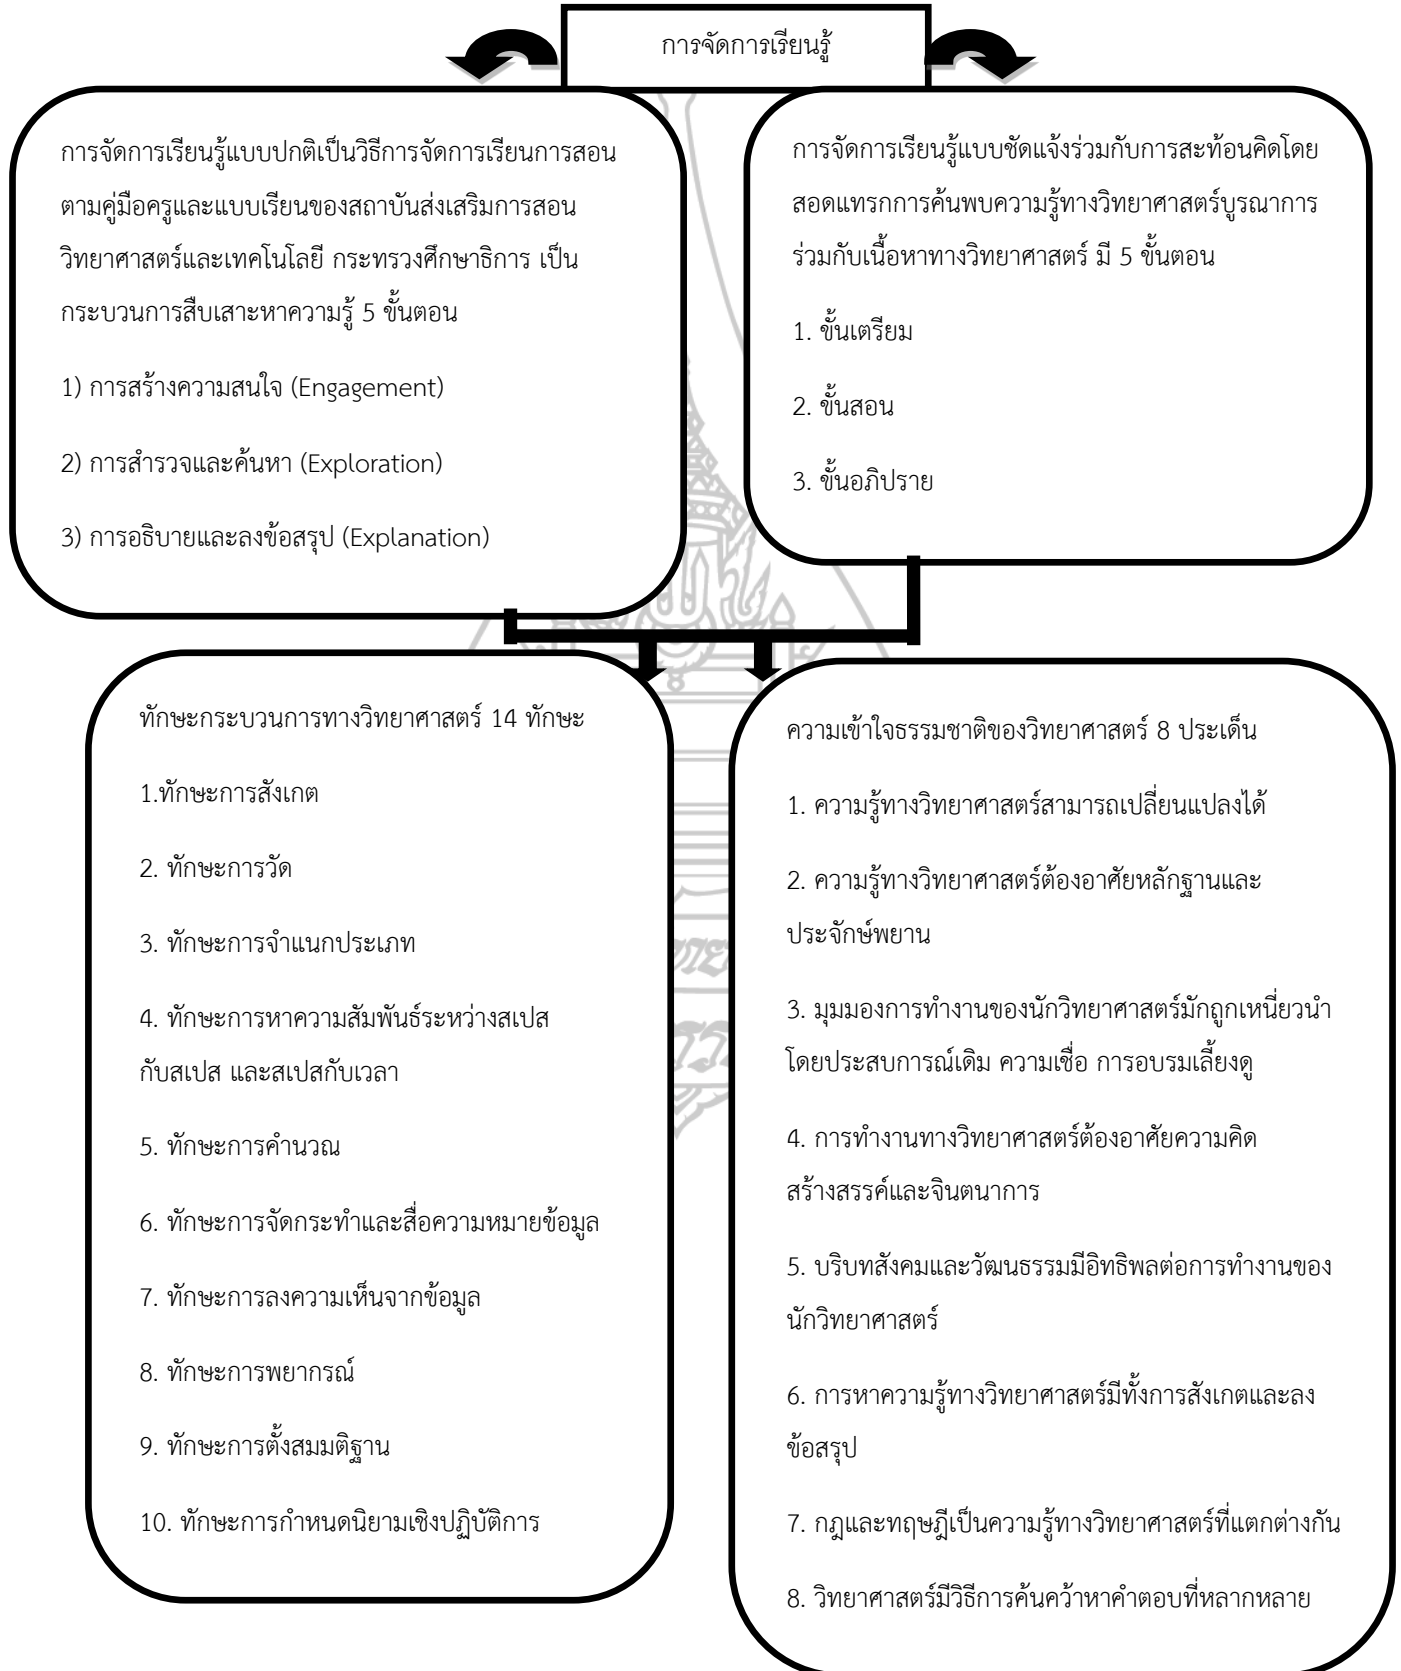 การจัดการเรียนรู้
การจัดการเรียนรู้แบบปกติเป็นวิธีการจัดการเรียนการสอน
ตามคู่มือครูและแบบเรียนของสถาบันส่งเสริมการสอน
วิทยาศาสตร์และเทคโนโลยี กระทรวงศึกษาธิการ เป็น
กระบวนการสืบเสาะหาความรู้ 5 ขั้นตอน
1) การสร้างความสนใจ (Engagement)
2) การสำรวจและค้นหา (Exploration)
3) การอธิบายและลงข้อสรุป (Explanation)
การจัดการเรียนรู้แบบชัดแจ้งร่วมกับการสะท้อนคิดโดย
สอดแทรกการค้นพบความรู้ทางวิทยาศาสตร์บูรณาการ
ร่วมกับเนื้อหาทางวิทยาศาสตร์ มี 5 ขั้นตอน
1. ขั้นเตรียม
2. ขั้นสอน
3. ขั้นอภิปราย
ทักษะกระบวนการทางวิทยาศาสตร์ 14 ทักษะ
1.ทักษะการสังเกต
2. ทักษะการวัด
3. ทักษะการจำแนกประเภท
4. ทักษะการหาความสัมพันธ์ระหว่างสเปส
กับสเปส และสเปสกับเวลา
5. ทักษะการคำนวณ
6. ทักษะการจัดกระทำและสื่อความหมายข้อมูล
7. ทักษะการลงความเห็นจากข้อมูล
8. ทักษะการพยากรณ์
9. ทักษะการตั้งสมมติฐาน
10. ทักษะการกำหนดนิยามเชิงปฏิบัติการ
ความเข้าใจธรรมชาติของวิทยาศาสตร์ 8 ประเด็น
1. ความรู้ทางวิทยาศาสตร์สามารถเปลี่ยนแปลงได้
2. ความรู้ทางวิทยาศาสตร์ต้องอาศัยหลักฐานและ
ประจักษ์พยาน
3. มุมมองการทำงานของนักวิทยาศาสตร์มักถูกเหนี่ยวนำ
โดยประสบการณ์เดิม ความเชื่อ การอบรมเลี้ยงดู
4. การทำงานทางวิทยาศาสตร์ต้องอาศัยความคิด
สร้างสรรค์และจินตนาการ
5. บริบทสังคมและวัฒนธรรมมีอิทธิพลต่อการทำงานของ
นักวิทยาศาสตร์
6. การหาความรู้ทางวิทยาศาสตร์มีทั้งการสังเกตและลง
ข้อสรุป
7. กฎและทฤษฎีเป็นความรู้ทางวิทยาศาสตร์ที่แตกต่างกัน
8. วิทยาศาสตร์มีวิธีการค้นคว้าหาคำตอบที่หลากหลาย